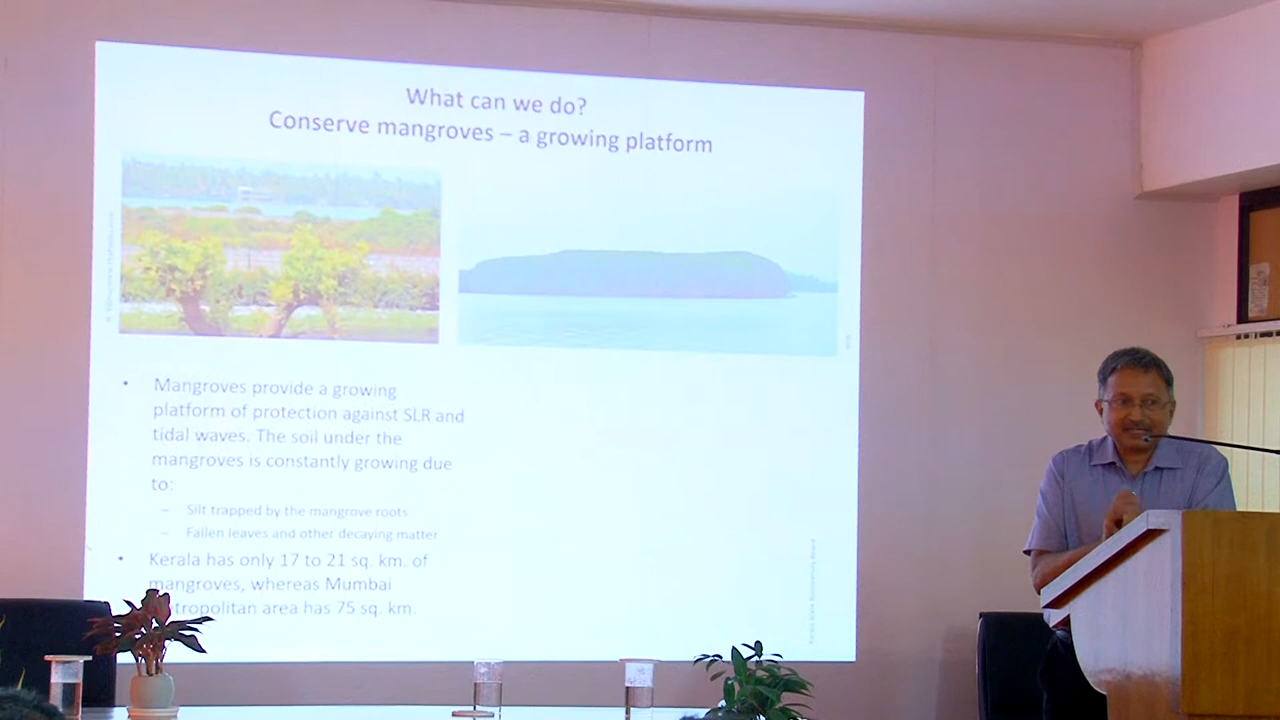 What can we do?
Conserve mangroves – a growing platform
• Mangroves provide a growing
platform of protection against SLR and
tidal waves. The soil under the
mangroves is constantly growing due
to:
– Silt trapped by the mangrove roots
– Fallen leaves and other decaying matter
• Kerala has only 17 to 21 sq. km. of
mangroves, whereas Mumbai
tropolitan area has 75 sq. km.